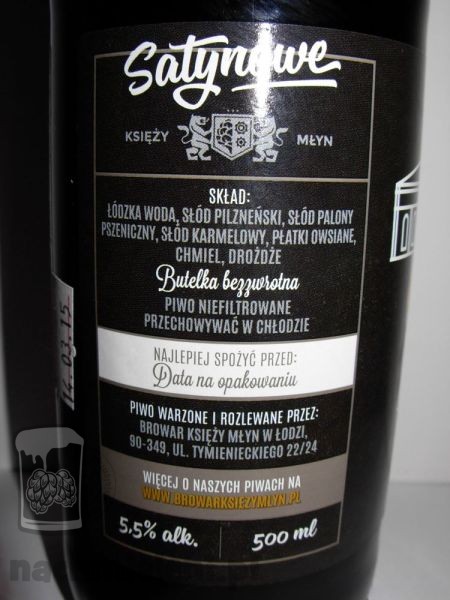 Satynowe
KSIĘŻY MŁYN
SKŁAD:
ŁÓDZKA WODA, SŁÓD PILZNEŃSKI, SŁÓD PALONY
PSZENICZNY, SŁÓD KARMELOWY, PŁATKI OWSIANE,
CHMIEL, DROŻDŻE
Butelka bezzwrotna
PIWO NIEFILTROWANE
PRZECHOWYWAĆ W CHŁODZIE
NAJLEPIEJ SPOŻYĆ PRZED:
Data na opakowaniu
PIWO WARZONE I ROZLEWANE PRZEZ:
BROWAR KSIĘŻY MŁYN W ŁODZI,
90-349, UL. TYMIENIECKIEGO 22/24
WIĘCEJ O NASZYCH PIWACH NA
WWW.BROWARKSIEZYMLYN.PL
5,5% alk. 500 ml
14.03.15